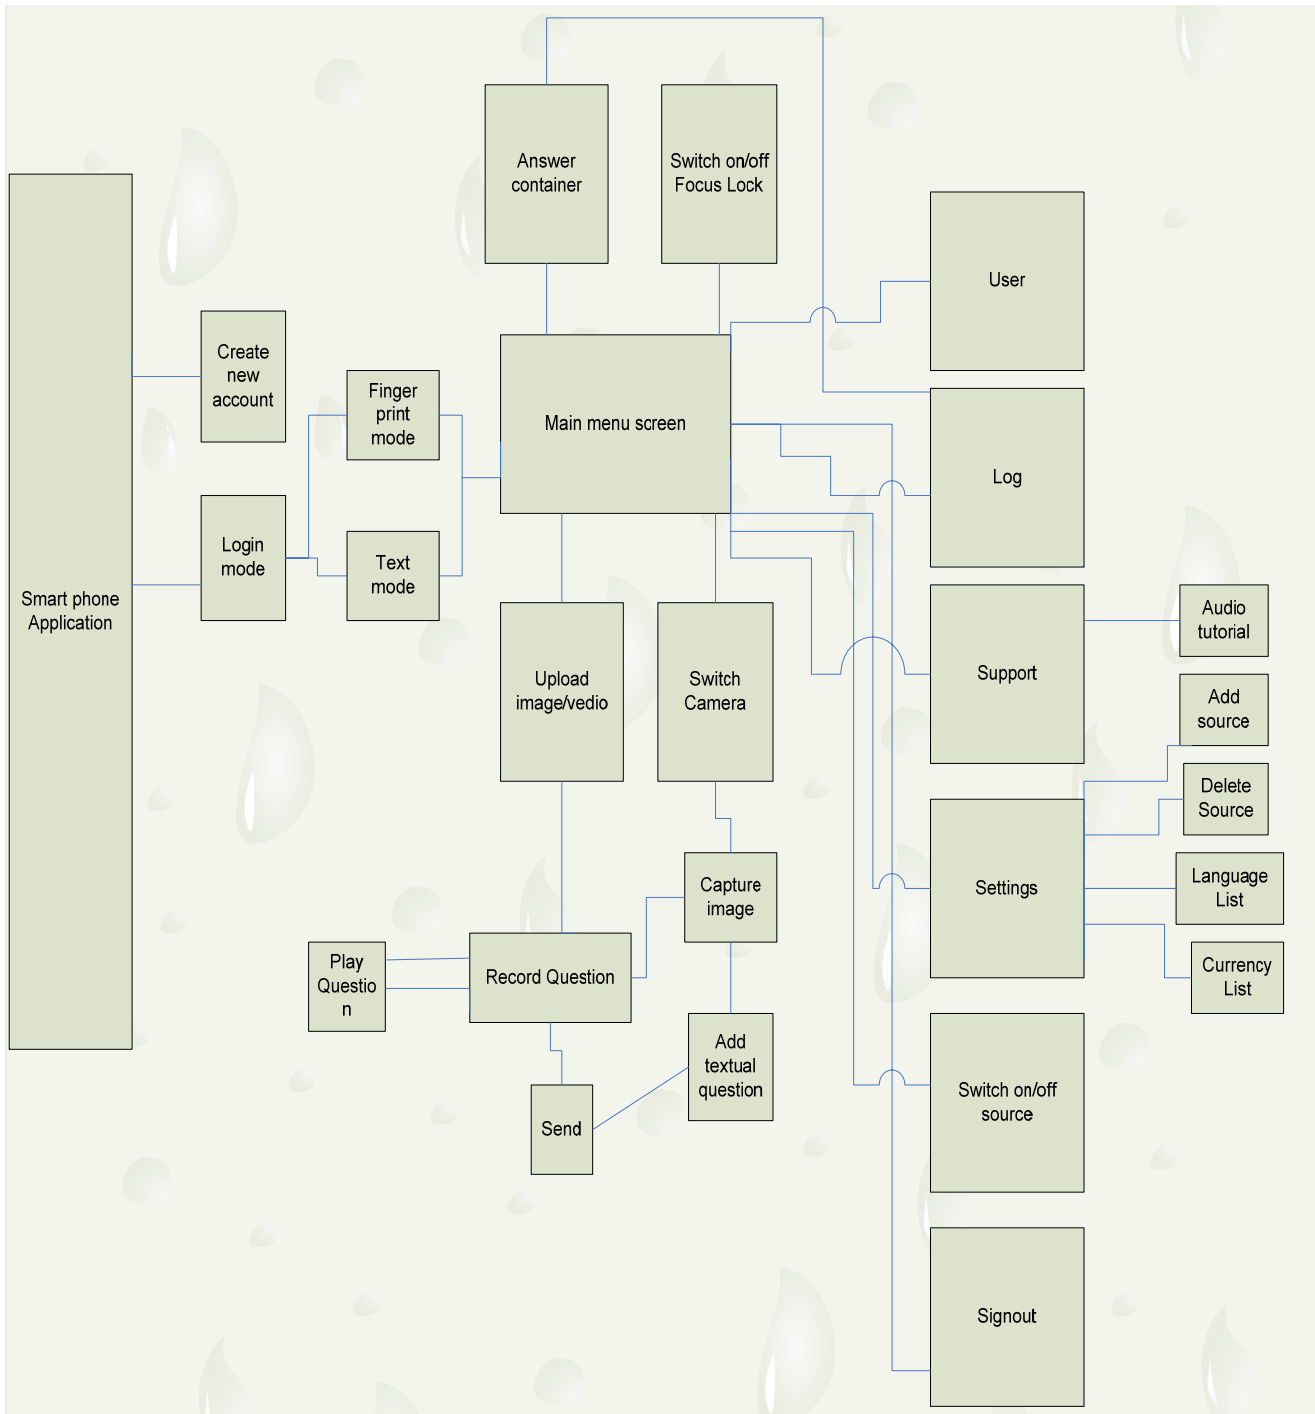 Smart phone
Application
Create
new
account
Login
mode
Finger
print
mode
Text
mode
Answer
container
Switch on/off
Focus Lock
Main menu screen
Upload
image/vedio
Switch
Camera
Capture
image
Play
Questio
n
Record Question
Add
textual
question
Send
User
Log
Support
Settings
Switch on/off
source
Signout
Audio
tutorial
Add
source
Delete
Source
Language
List
Currency
List